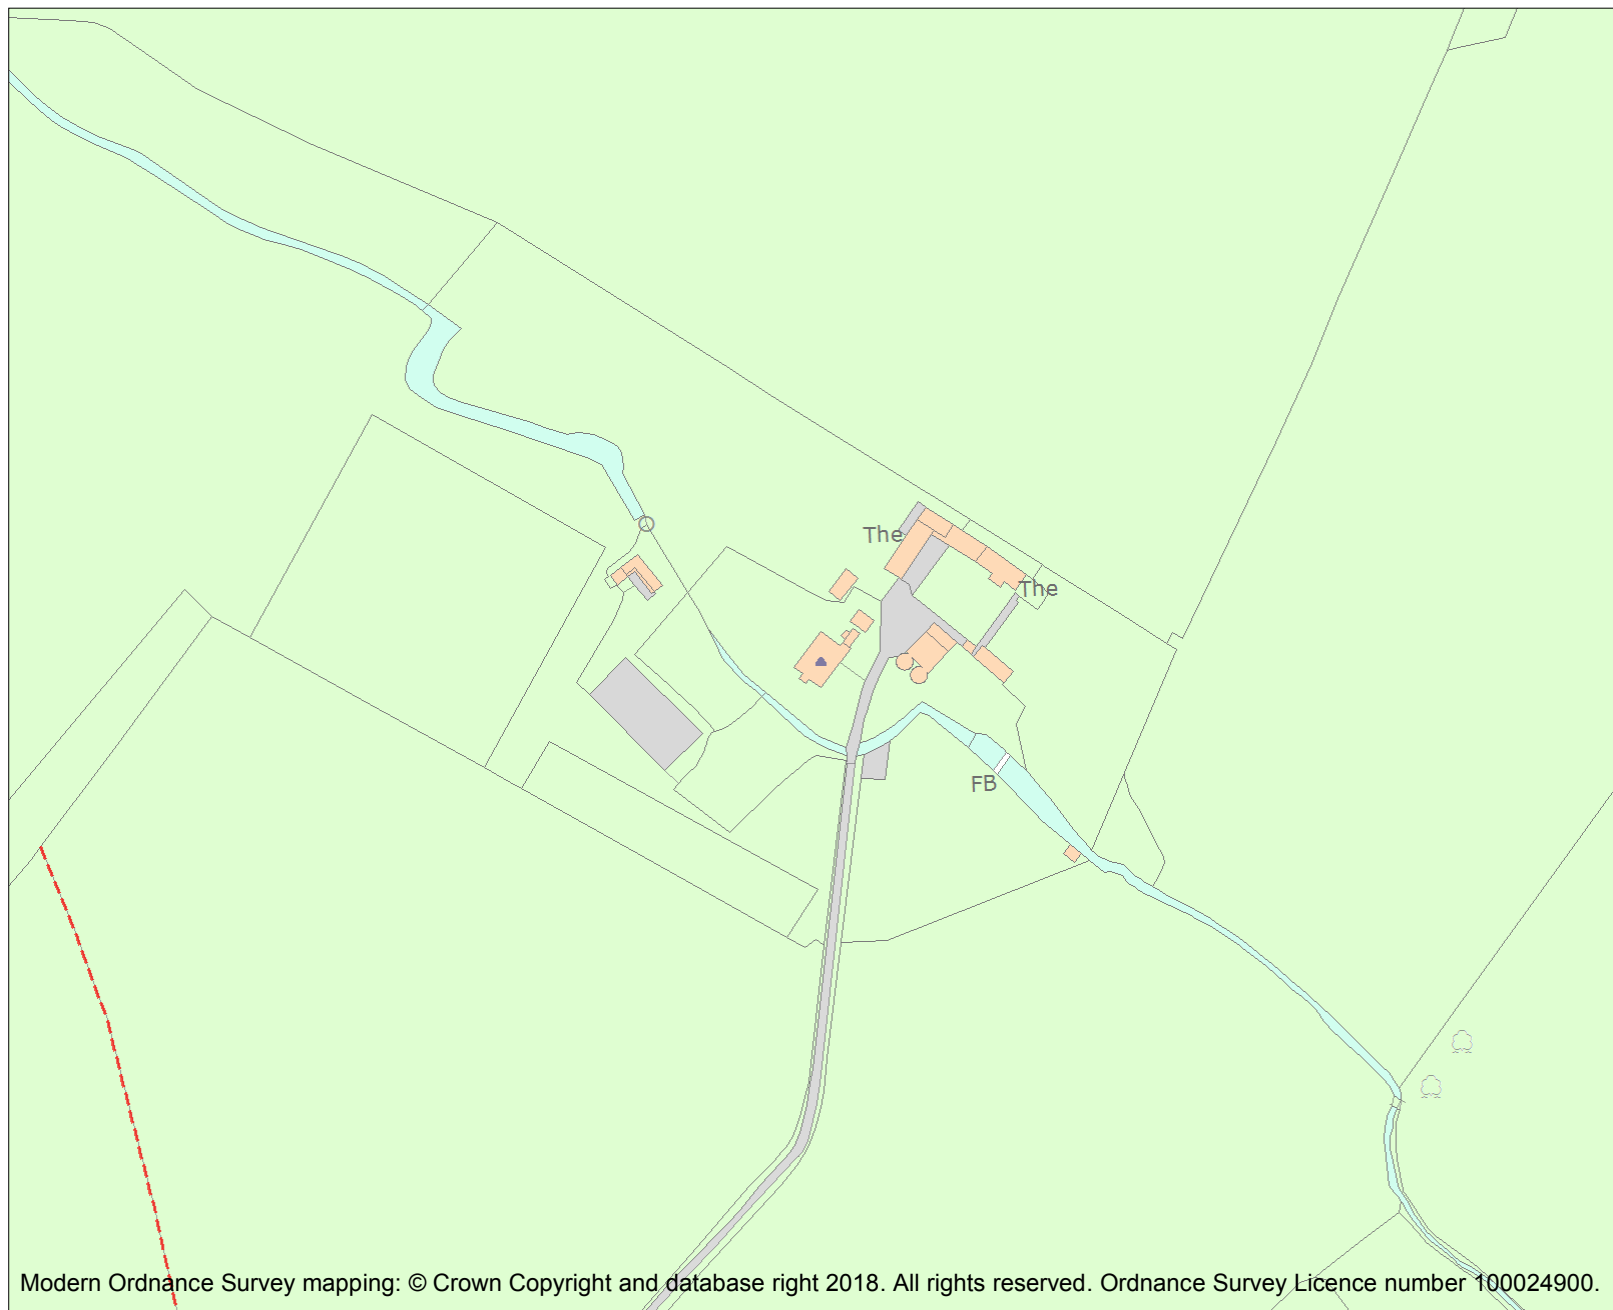 The
The
FB
Modern Ordnance Survey mapping: © Crown Copyright and database right 2018. All rights reserved. Ordnance Survey Licence number 100024900.